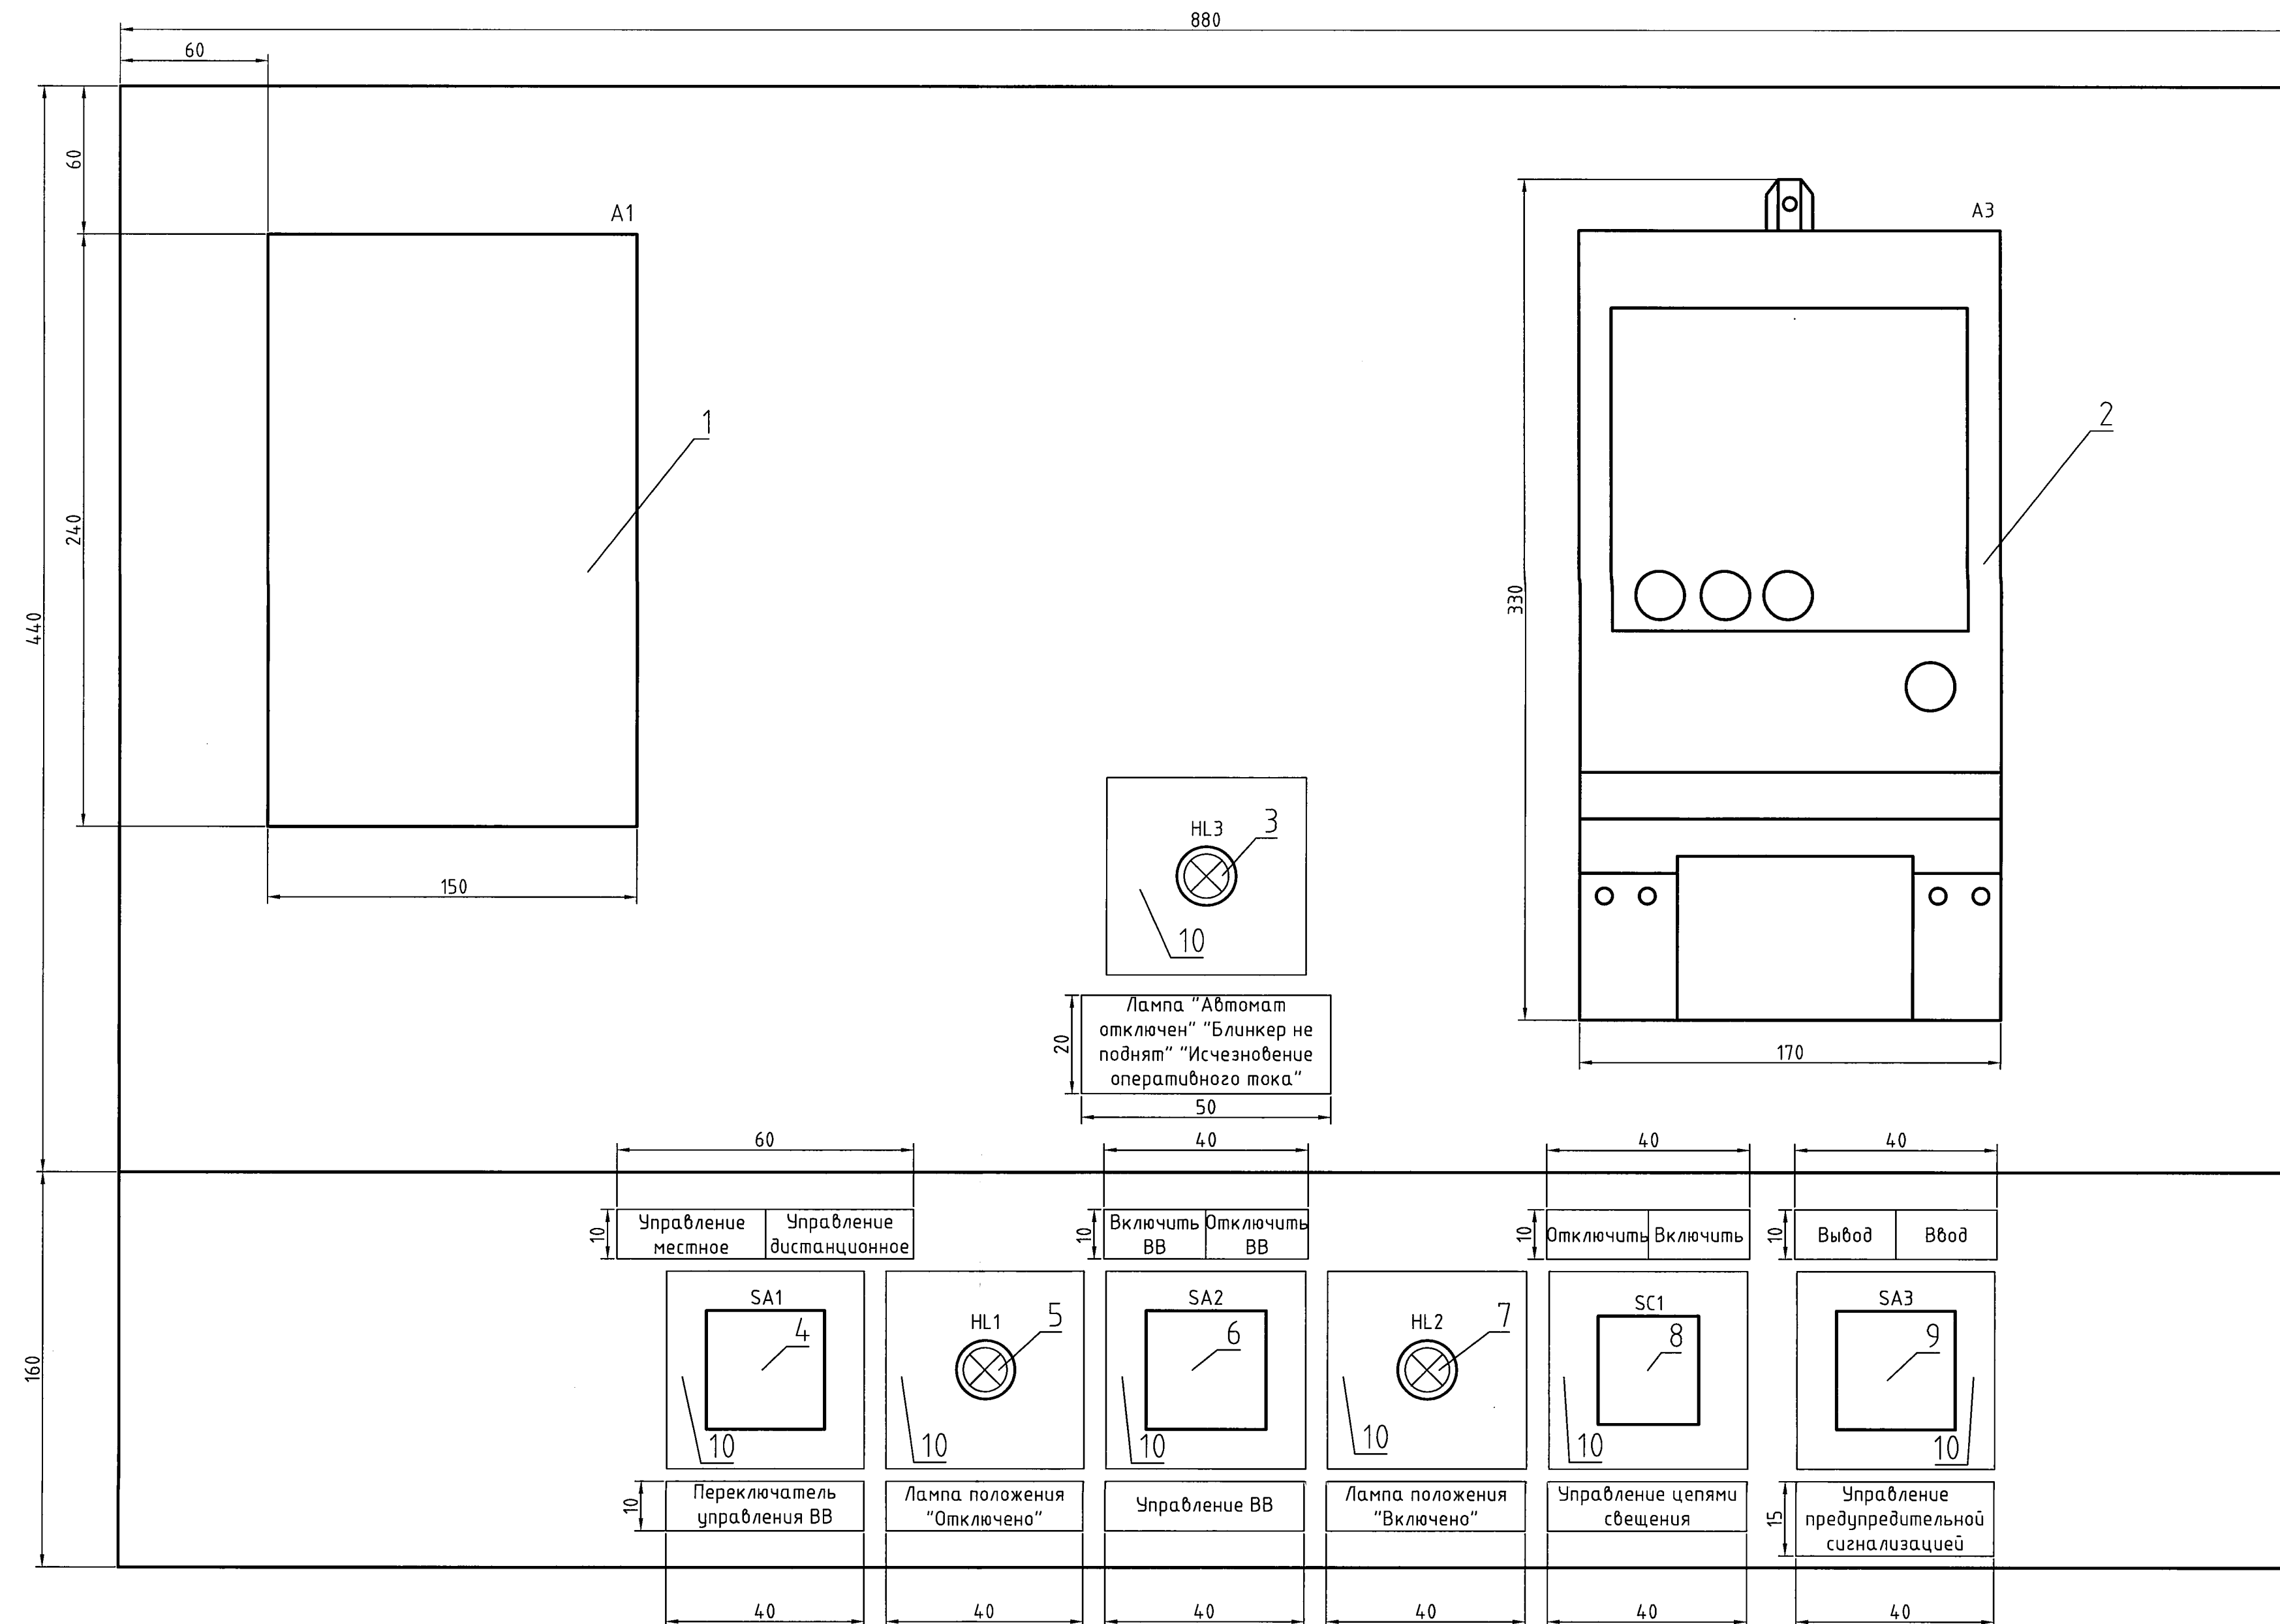 880
60
60
A1
A3
1
2
240
440
330
HL3
3
150
10
Лампа "Автомат
отключен" "Блинкер не
поднят" "Исчезновение
оперативного тока"
20
170
50
60
40
40
40
10
Управление
местное
Управление
дистанционное
10
Включить
ВВ
Отключить
ВВ
10
Отключить
Включить
10
Вывод
Ввод
160
SA1
4
10
HL1
5
10
SA2
6
10
HL2
7
10
SC1
8
10
SA3
9
10
10
Переключатель
управления ВВ
Лампа положения
"Отключено"
Управление ВВ
Лампа положения
"Включено"
Управление цепями
свещения
15
Управление
предупредительной
сигнализацией
40
40
40
40
40
40